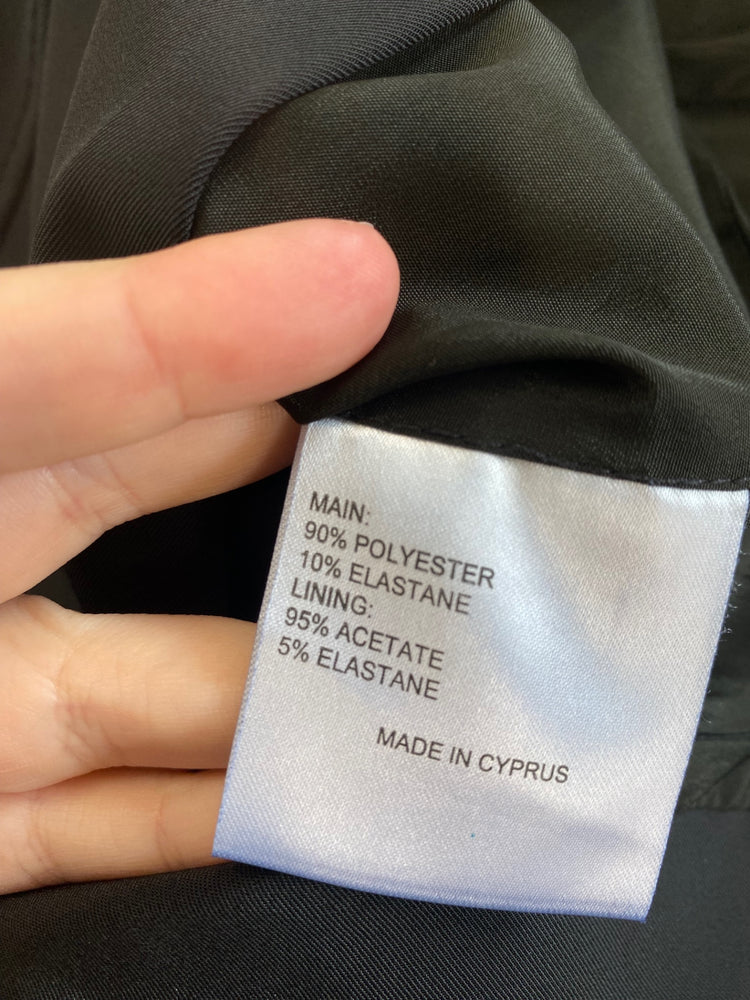 MAIN:
90% POLYESTER
10% ELASTANE
LINING:
95% ACETATE
5% ELASTANE
MADE IN CYPRUS